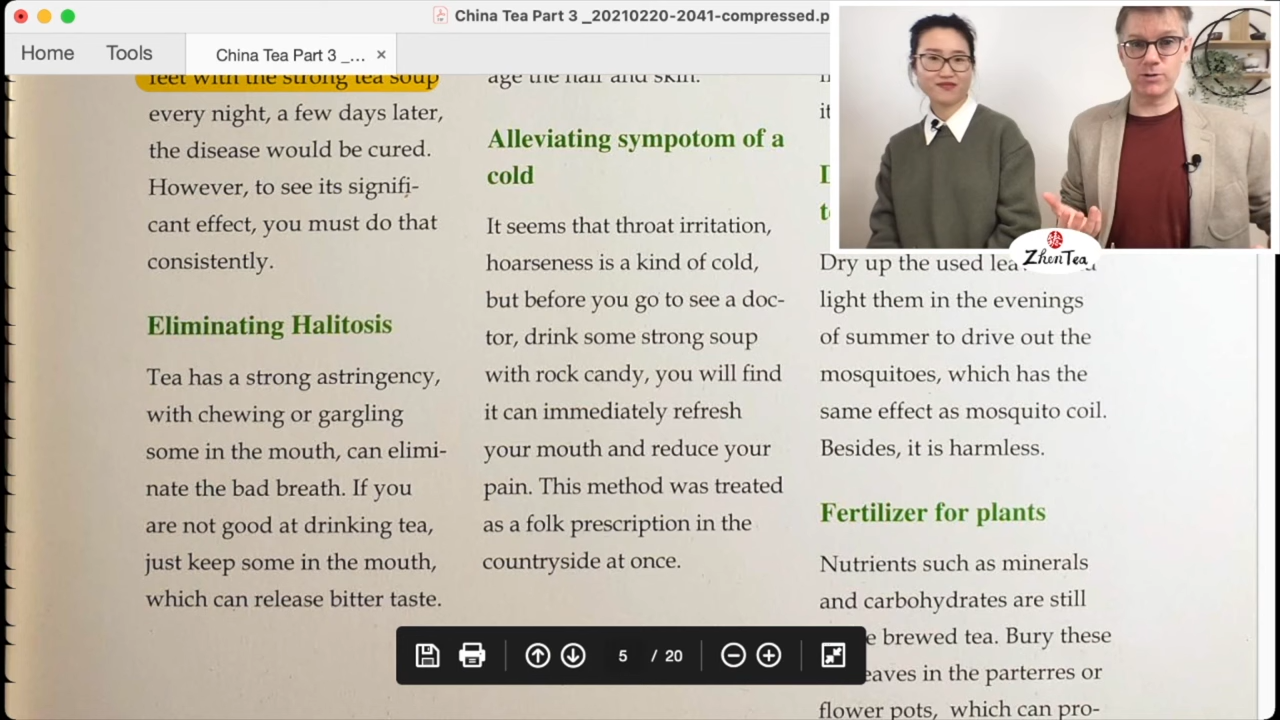 China Tea Part 3 _20210220-2041-compressed.p
Home
Tools
China Tea Part 3 _...
feet with the strong tea soup
every night, a few days later,
the disease would be cured.
However, to see its signifi-
cant effect, you must do that
consistently.
Eliminating Halitosis
Tea has a strong astringency,
with chewing or gargling
some in the mouth, can elimi-
nate the bad breath. If you
are not good at drinking tea,
just keep some in the mouth,
which can release bitter taste.
age the hair and skin.
Alleviating sympotom of a
cold
It seems that throat irritation,
hoarseness is a kind of cold,
but before you go to see a doc-
tor, drink some strong soup
with rock candy, you will find
it can immediately refresh
your mouth and reduce your
pain. This method was treated
as a folk prescription in the
countryside at once.
it
Dry up the used
light them in the evenings
of summer to drive out the
mosquitoes, which has the
same effect as mosquito coil.
Besides, it is harmless.
Fertilizer for plants
Nutrients such as minerals
and carbohydrates are still
brewed tea. Bury these
eaves in the parterres or
flower pots, which can pro-
5 / 20
ZhenTea